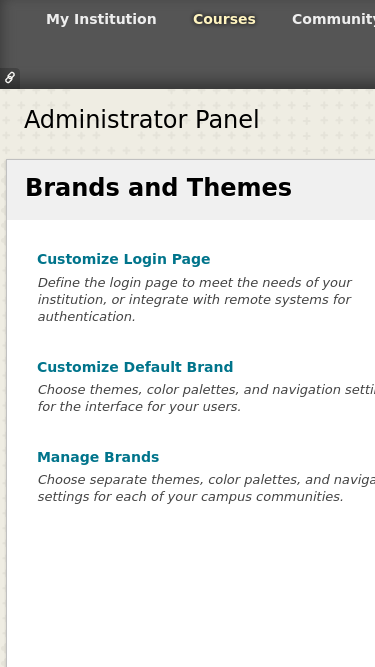 My Institution Courses Community
Administrator Panel
Brands and Themes
Customize Login Page
Define the login page to meet the needs of your
institution, or integrate with remote systems for
authentication.
Customize Default Brand
Choose themes, color palettes, and navigation setti
for the interface for your users.
Manage Brands
Choose separate themes, color palettes, and naviga
settings for each of your campus communities.